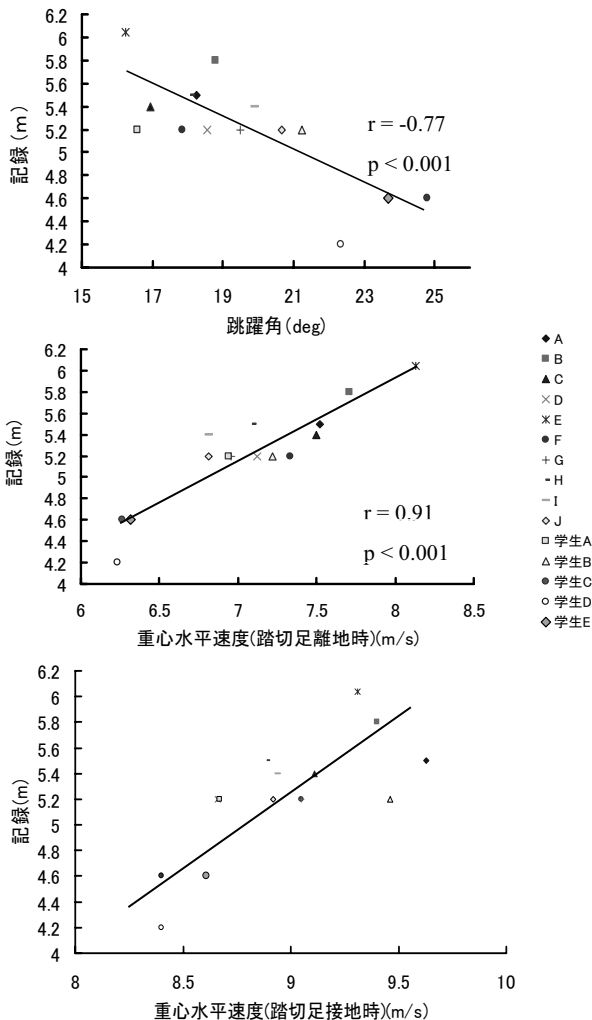 6.2
6
5.8
5.6
5.4
5.2
5
4.8
4.6
4.4
4.2
4
記録(m)
r = -0.77
p < 0.001
15 17 19 21 23 25
跳躍角(deg)
6.2
6
5.8
5.6
5.4
5.2
5
4.8
4.6
4.4
4.2
4
記録(m)
r = 0.91
p < 0.001
6 6.5 7 7.5 8 8.5
重心水平速度(踏切足離地時)(m/s)
A
B
C
D
E
F
G
H
I
J
学生A
学生B
学生C
学生D
学生E
6.2
6
5.8
5.6
5.4
5.2
5
4.8
4.6
4.4
4.2
4
記録(m)
8 8.5 9 9.5 10
重心水平速度(踏切足接地時)(m/s)